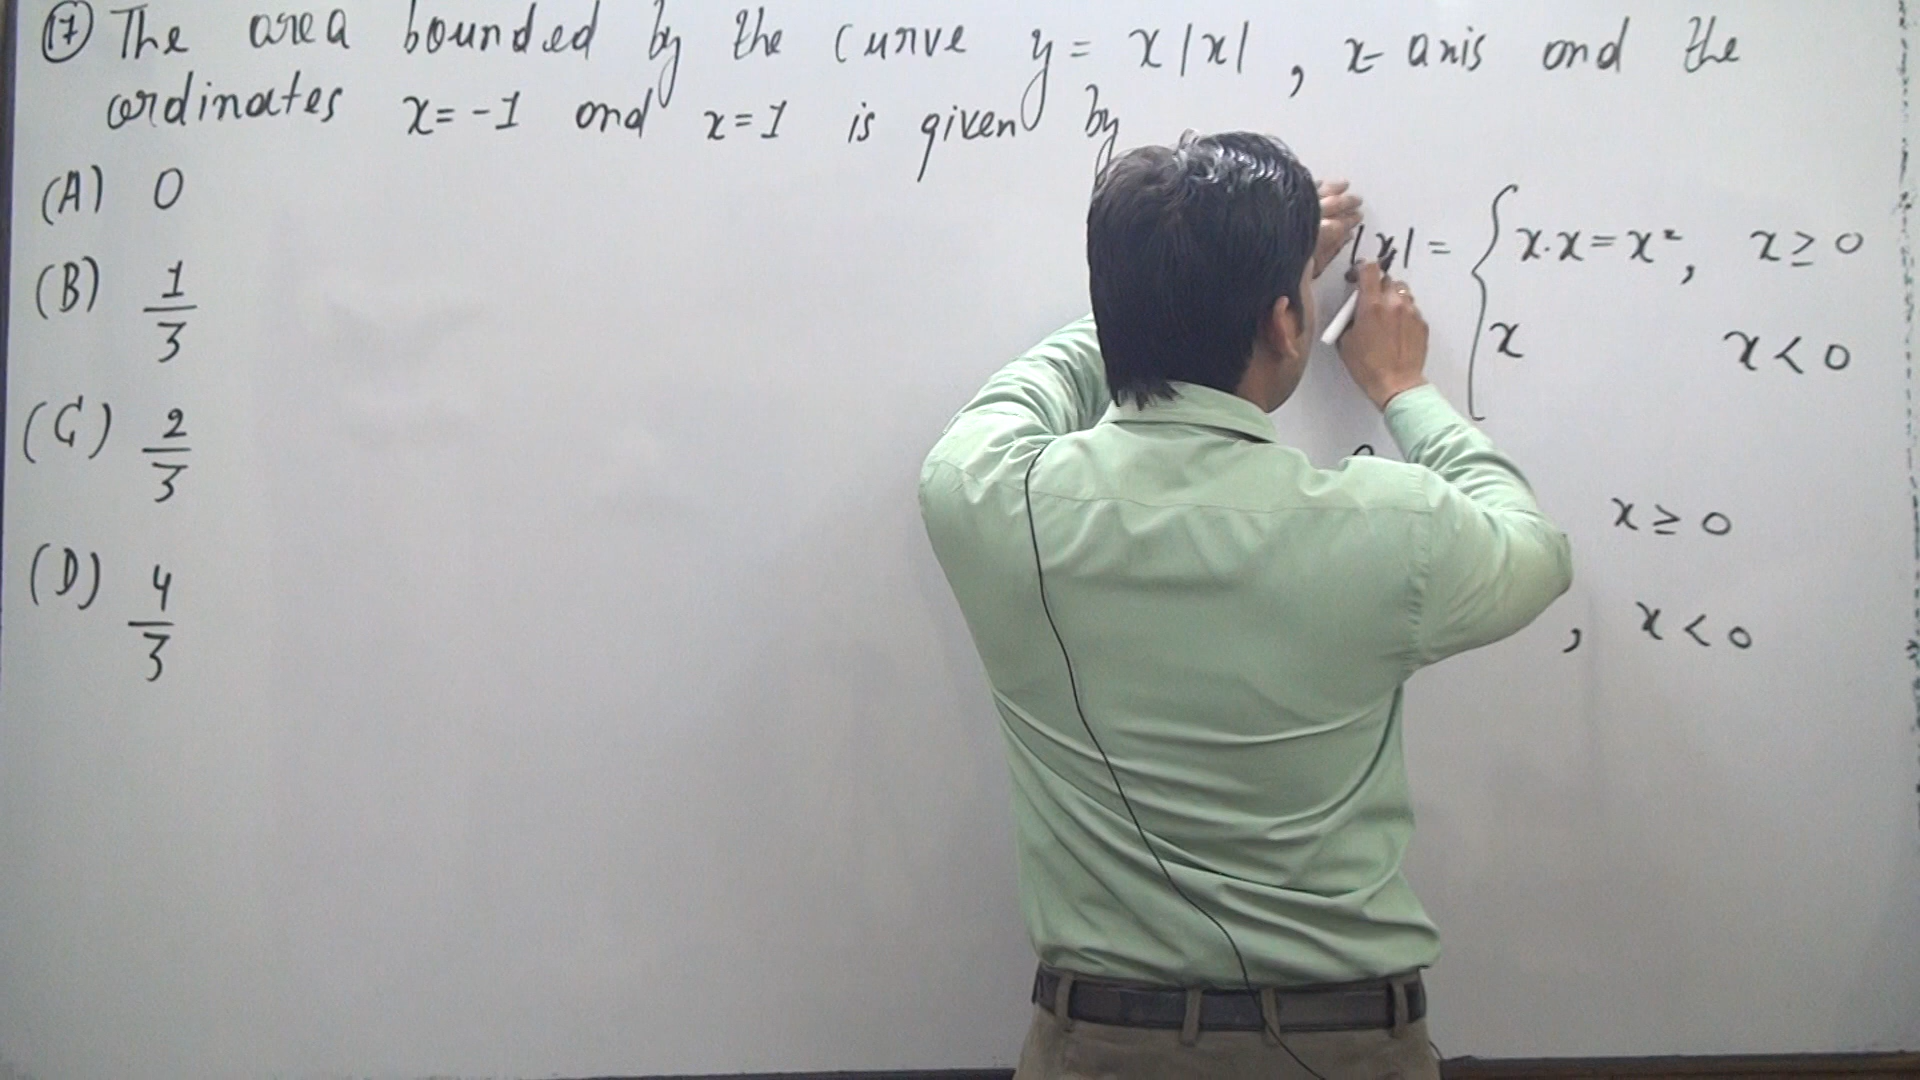 17 The area bounded by the curve y = x|x| , x-axis and the
ordinates x=-1 and x=1 is given by
(A) 0
(B) 1/3
(C) 2/3
(D) 4/3
|x| = { x.x = x², x ≥ 0
x x < 0
x ≥ 0
, x < 0